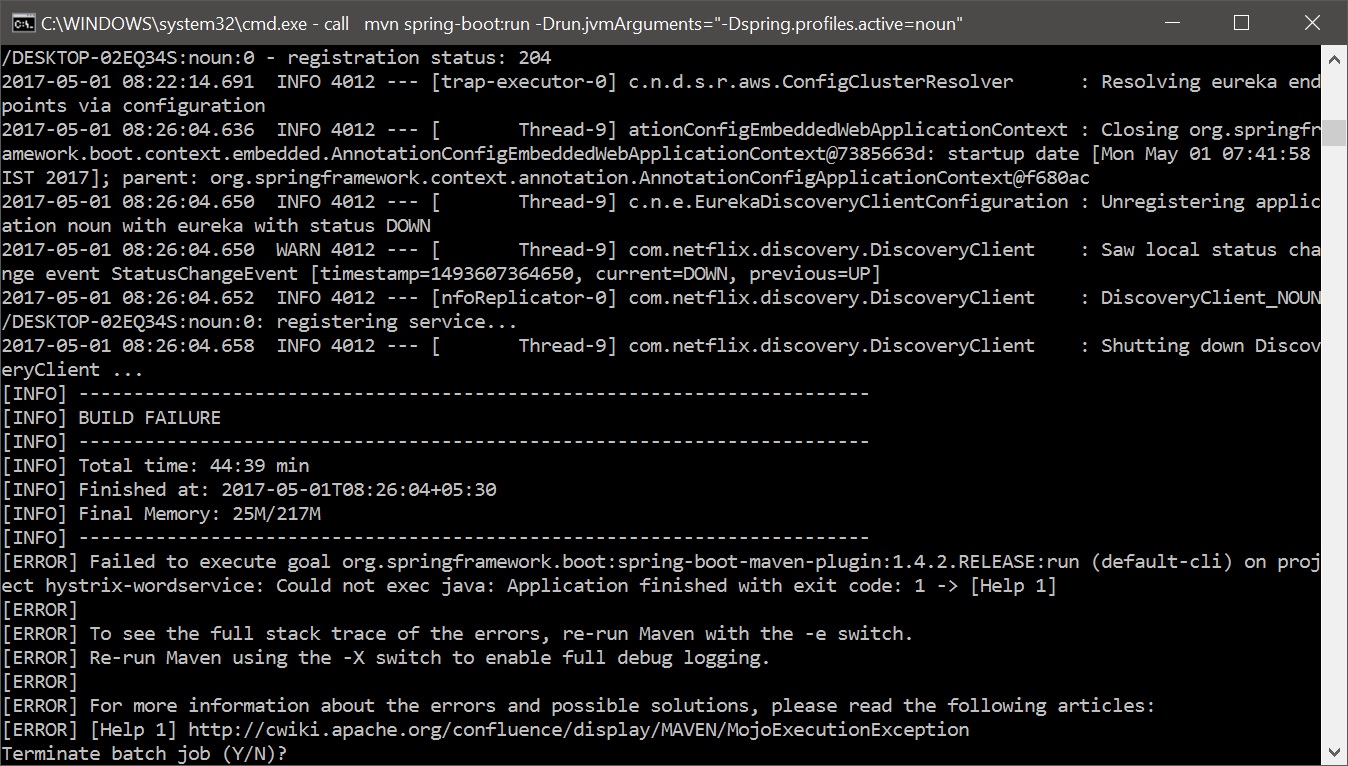 C:\WINDOWS\system32\cmd.exe - call   mvn spring-boot:run -Drun.jvmArguments="-Dspring.profiles.active=noun"
/DESKTOP-02EQ34S:noun:0 - registration status: 204
2017-05-01 08:22:14.691  INFO 4012 --- [trap-executor-0] c.n.d.s.r.aws.ConfigClusterResolver      : Resolving eureka end
points via configuration
2017-05-01 08:26:04.636  INFO 4012 --- [       Thread-9] ationConfigEmbeddedWebApplicationContext : Closing org.springfr
amework.boot.context.embedded.AnnotationConfigEmbeddedWebApplicationContext@7385663d: startup date [Mon May 01 07:41:58
IST 2017]; parent: org.springframework.context.annotation.AnnotationConfigApplicationContext@f680ac
2017-05-01 08:26:04.650  INFO 4012 --- [       Thread-9] c.n.e.EurekaDiscoveryClientConfiguration : Unregistering applic
ation noun with eureka with status DOWN
2017-05-01 08:26:04.650  WARN 4012 --- [       Thread-9] com.netflix.discovery.DiscoveryClient    : Saw local status cha
nge event StatusChangeEvent [timestamp=1493607364650, current=DOWN, previous=UP]
2017-05-01 08:26:04.652  INFO 4012 --- [nfoReplicator-0] com.netflix.discovery.DiscoveryClient    : DiscoveryClient_NOUN
/DESKTOP-02EQ34S:noun:0: registering service...
2017-05-01 08:26:04.658  INFO 4012 --- [       Thread-9] com.netflix.discovery.DiscoveryClient    : Shutting down Discov
eryClient ...
[INFO] ------------------------------------------------------------------------
[INFO] BUILD FAILURE
[INFO] ------------------------------------------------------------------------
[INFO] Total time: 44:39 min
[INFO] Finished at: 2017-05-01T08:26:04+05:30
[INFO] Final Memory: 25M/217M
[INFO] ------------------------------------------------------------------------
[ERROR] Failed to execute goal org.springframework.boot:spring-boot-maven-plugin:1.4.2.RELEASE:run (default-cli) on proj
ect hystrix-wordservice: Could not exec java: Application finished with exit code: 1 -> [Help 1]
[ERROR]
[ERROR] To see the full stack trace of the errors, re-run Maven with the -e switch.
[ERROR] Re-run Maven using the -X switch to enable full debug logging.
[ERROR]
[ERROR] For more information about the errors and possible solutions, please read the following articles:
[ERROR] [Help 1] http://cwiki.apache.org/confluence/display/MAVEN/MojoExecutionException
Terminate batch job (Y/N)?